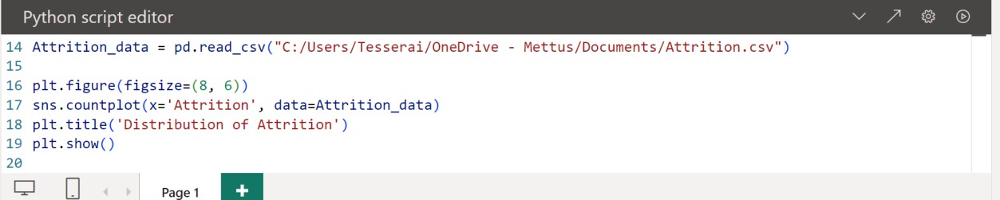 Python script editor
14 Attrition_data = pd.read_csv("C:/Users/Tesserai/OneDrive - Mettus/Documents/Attrition.csv")
15
16 plt.figure(figsize=(8, 6))
17 sns.countplot(x='Attrition', data=Attrition_data)
18 plt.title('Distribution of Attrition')
19 plt.show()
20
Page 1